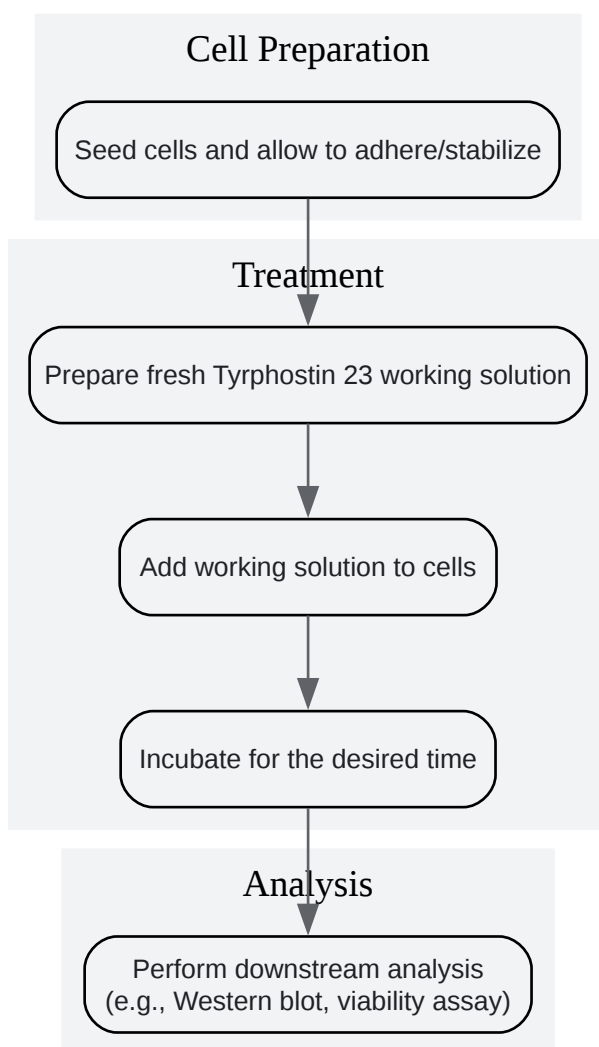 Cell Preparation
Seed cells and allow to adhere/stabilize
Treatment
Prepare fresh Tyrphostin 23 working solution
Add working solution to cells
Incubate for the desired time
Analysis
Perform downstream analysis
(e.g., Western blot, viability assay)